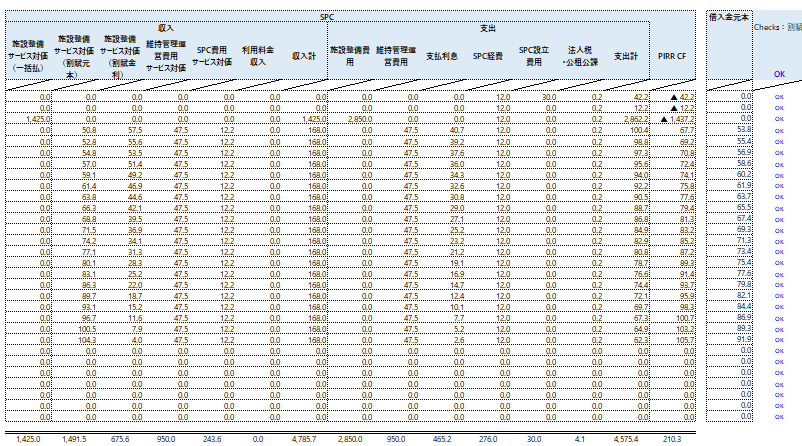 SPC
収入 支出
施設整備サービス対価（一括払） 施設整備サービス対価（割賦元本） 施設整備サービス対価（割賦金利） 維持管理運営費用サービス対価 SPC費用サービス対価 利用料金収入 収入計 施設整備費用 維持管理運営費用 支払利息 SPC経費 SPC設立費用 法人税・公租公課 支出計 PIRR CF 借入金元本 Checks：割賦
OK
0.0 0.0 0.0 0.0 0.0 0.0 0.0 0.0 0.0 0.0 12.0 30.0 0.2 42.2 ▲ 42.2 0.0 OK
0.0 0.0 0.0 0.0 0.0 0.0 0.0 0.0 0.0 0.0 12.0 0.0 0.2 12.2 ▲ 12.2 0.0 OK
1,425.0 0.0 0.0 0.0 0.0 0.0 1,425.0 2,850.0 0.0 0.0 12.0 0.0 0.2 2,862.2 ▲ 1,437.2 0.0 OK
0.0 50.8 57.5 47.5 12.2 0.0 168.0 0.0 47.5 40.7 12.0 0.0 0.2 100.4 67.7 53.8 OK
0.0 52.8 55.6 47.5 12.2 0.0 168.0 0.0 47.5 39.2 12.0 0.0 0.2 98.8 69.2 55.4 OK
0.0 54.8 53.5 47.5 12.2 0.0 168.0 0.0 47.5 37.6 12.0 0.0 0.2 97.3 70.8 56.9 OK
0.0 57.0 51.4 47.5 12.2 0.0 168.0 0.0 47.5 36.0 12.0 0.0 0.2 95.6 72.4 58.6 OK
0.0 59.1 49.2 47.5 12.2 0.0 168.0 0.0 47.5 34.3 12.0 0.0 0.2 94.0 74.1 60.2 OK
0.0 61.4 46.9 47.5 12.2 0.0 168.0 0.0 47.5 32.6 12.0 0.0 0.2 92.2 75.8 61.9 OK
0.0 63.8 44.6 47.5 12.2 0.0 168.0 0.0 47.5 30.8 12.0 0.0 0.2 90.5 77.6 63.7 OK
0.0 66.3 42.1 47.5 12.2 0.0 168.0 0.0 47.5 29.0 12.0 0.0 0.2 88.7 79.4 65.5 OK
0.0 68.8 39.5 47.5 12.2 0.0 168.0 0.0 47.5 27.1 12.0 0.0 0.2 86.8 81.3 67.4 OK
0.0 71.5 36.9 47.5 12.2 0.0 168.0 0.0 47.5 25.2 12.0 0.0 0.2 84.9 83.2 69.3 OK
0.0 74.2 34.1 47.5 12.2 0.0 168.0 0.0 47.5 23.2 12.0 0.0 0.2 82.9 85.2 71.3 OK
0.0 77.1 31.3 47.5 12.2 0.0 168.0 0.0 47.5 21.2 12.0 0.0 0.2 80.8 87.2 73.4 OK
0.0 80.1 28.3 47.5 12.2 0.0 168.0 0.0 47.5 19.1 12.0 0.0 0.2 78.7 89.3 75.4 OK
0.0 83.1 25.2 47.5 12.2 0.0 168.0 0.0 47.5 16.9 12.0 0.0 0.2 76.6 91.4 77.6 OK
0.0 86.3 22.0 47.5 12.2 0.0 168.0 0.0 47.5 14.7 12.0 0.0 0.2 74.4 93.7 79.8 OK
0.0 89.7 18.7 47.5 12.2 0.0 168.0 0.0 47.5 12.4 12.0 0.0 0.2 72.1 95.9 82.1 OK
0.0 93.1 15.2 47.5 12.2 0.0 168.0 0.0 47.5 10.1 12.0 0.0 0.2 69.7 98.3 84.4 OK
0.0 96.7 11.6 47.5 12.2 0.0 168.0 0.0 47.5 7.7 12.0 0.0 0.2 67.3 100.7 86.9 OK
0.0 100.5 7.9 47.5 12.2 0.0 168.0 0.0 47.5 5.2 12.0 0.0 0.2 64.9 103.2 89.3 OK
0.0 104.3 4.0 47.5 12.2 0.0 168.0 0.0 47.5 2.6 12.0 0.0 0.2 62.3 105.7 91.9 OK
0.0 0.0 0.0 0.0 0.0 0.0 0.0 0.0 0.0 0.0 0.0 0.0 0.0 0.0 0.0 0.0 OK
0.0 0.0 0.0 0.0 0.0 0.0 0.0 0.0 0.0 0.0 0.0 0.0 0.0 0.0 0.0 0.0 OK
0.0 0.0 0.0 0.0 0.0 0.0 0.0 0.0 0.0 0.0 0.0 0.0 0.0 0.0 0.0 0.0 OK
0.0 0.0 0.0 0.0 0.0 0.0 0.0 0.0 0.0 0.0 0.0 0.0 0.0 0.0 0.0 0.0 OK
0.0 0.0 0.0 0.0 0.0 0.0 0.0 0.0 0.0 0.0 0.0 0.0 0.0 0.0 0.0 0.0 OK
0.0 0.0 0.0 0.0 0.0 0.0 0.0 0.0 0.0 0.0 0.0 0.0 0.0 0.0 0.0 0.0 OK
0.0 0.0 0.0 0.0 0.0 0.0 0.0 0.0 0.0 0.0 0.0 0.0 0.0 0.0 0.0 0.0 OK
1,425.0 1,491.5 675.6 950.0 243.6 0.0 4,785.7 2,850.0 950.0 465.2 276.0 30.0 4.1 4,575.4 210.3